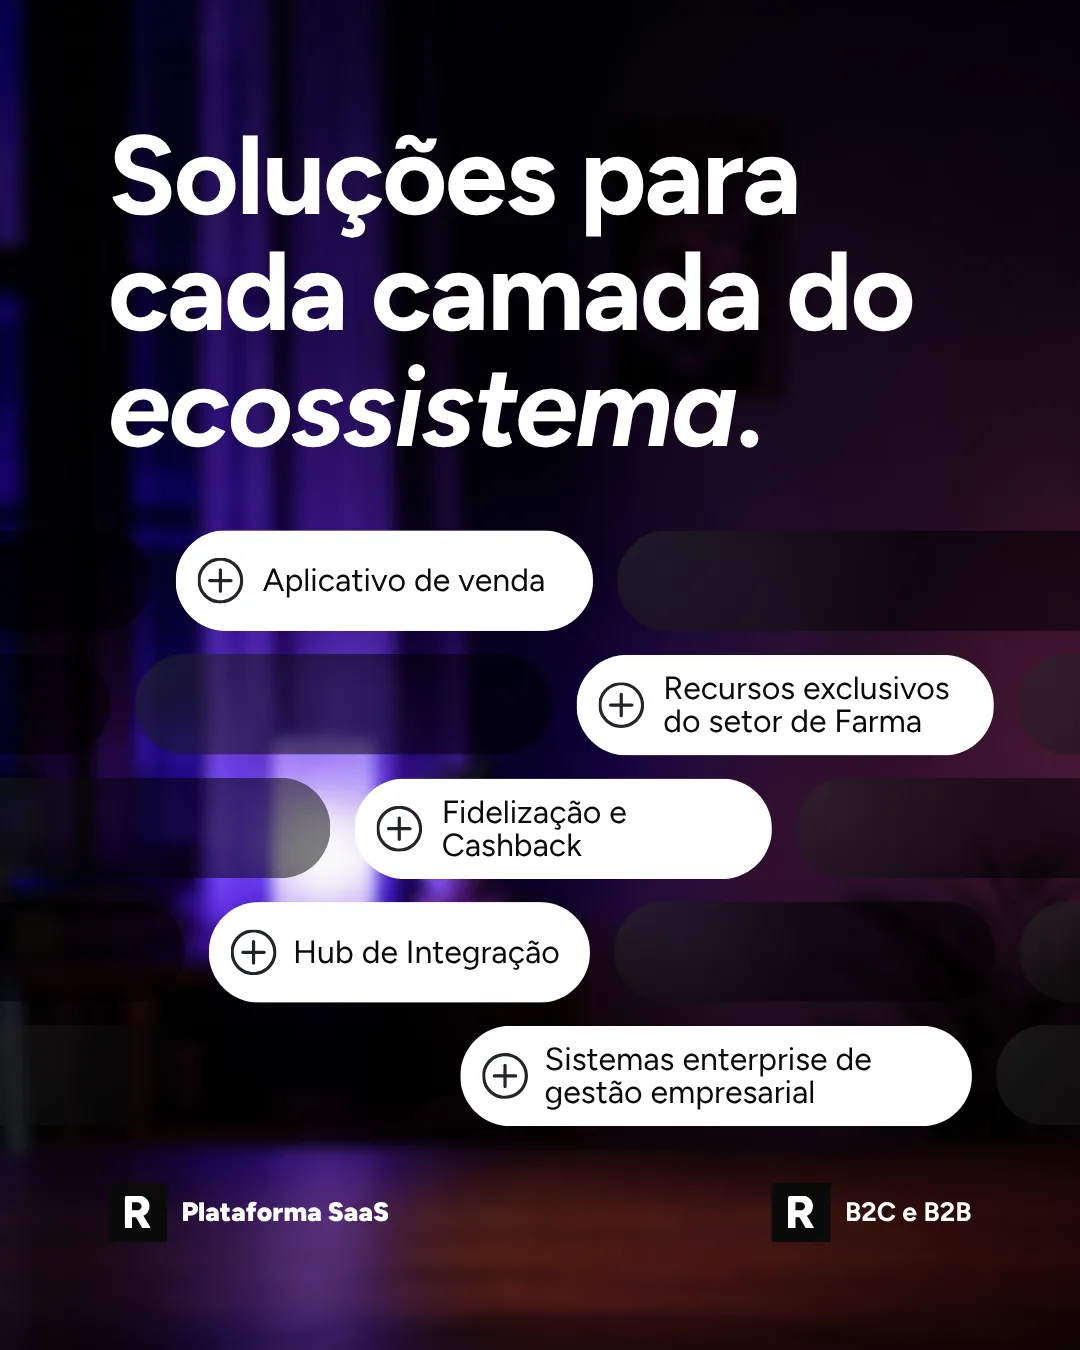 Soluções para
cada camada do
ecossistema.
Aplicativo de venda
Recursos exclusivos
do setor de Farma
Fidelização e
Cashback
Hub de Integração
Sistemas enterprise de
gestão empresarial
R Plataforma SaaS
R B2C e B2B